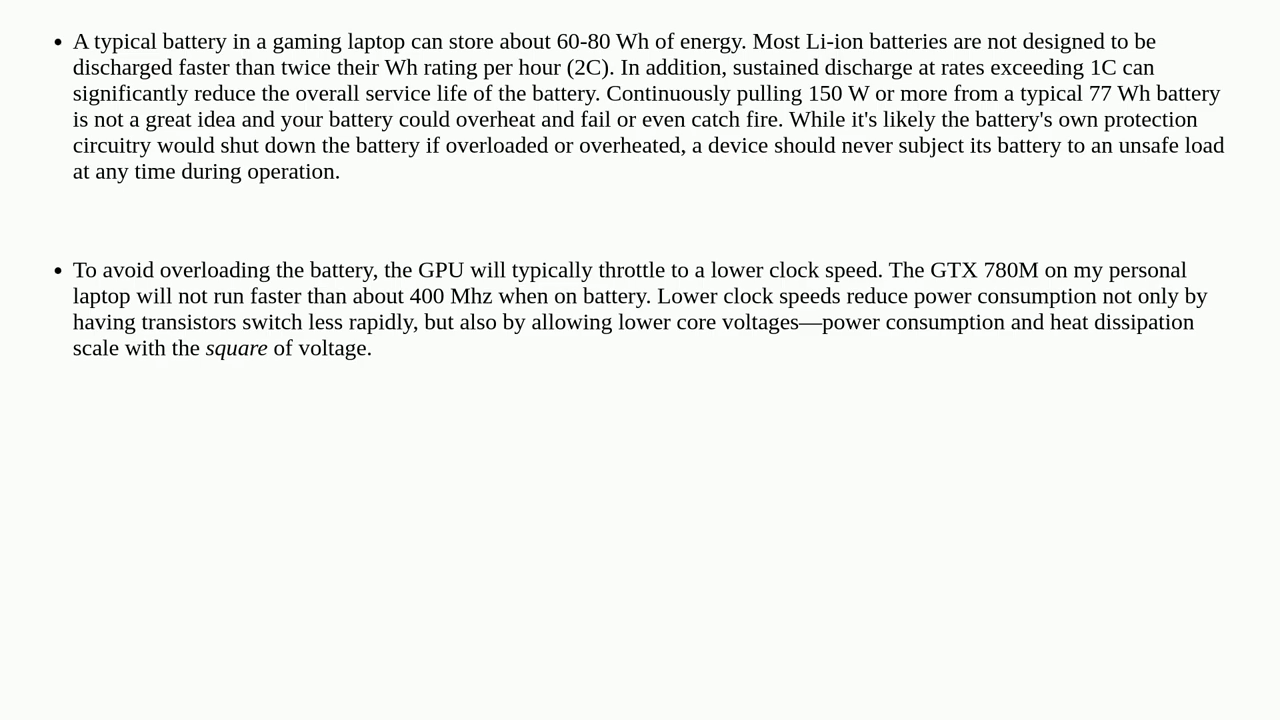 • A typical battery in a gaming laptop can store about 60-80 Wh of energy. Most Li-ion batteries are not designed to be
discharged faster than twice their Wh rating per hour (2C). In addition, sustained discharge at rates exceeding 1C can
significantly reduce the overall service life of the battery. Continuously pulling 150 W or more from a typical 77 Wh battery
is not a great idea and your battery could overheat and fail or even catch fire. While it's likely the battery's own protection
circuitry would shut down the battery if overloaded or overheated, a device should never subject its battery to an unsafe load
at any time during operation.
• To avoid overloading the battery, the GPU will typically throttle to a lower clock speed. The GTX 780M on my personal
laptop will not run faster than about 400 Mhz when on battery. Lower clock speeds reduce power consumption not only by
having transistors switch less rapidly, but also by allowing lower core voltages—power consumption and heat dissipation
scale with the square of voltage.